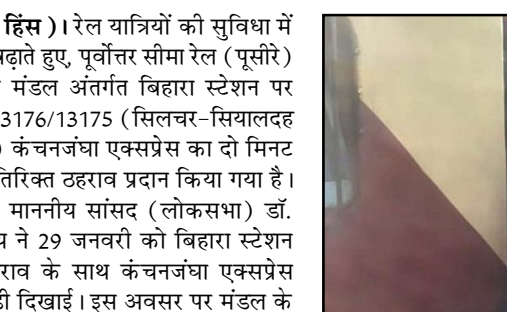 हिंस )। रेल यात्रियों की सुविधा में
बढ़ाते हुए, पूर्वोत्तर सीमा रेल (पूसीरे)
मंडल अंतर्गत बिहारा स्टेशन पर
3176/13175 (सिलचर-सियालदह
) कंचनजंघा एक्सप्रेस का दो मिनट
तिरिक्त ठहराव प्रदान किया गया है।
माननीय सांसद (लोकसभा) डॉ.
य ने 29 जनवरी को बिहारा स्टेशन
राव के साथ कंचनजंघा एक्सप्रेस
डी दिखाई। इस अवसर पर मंडल के